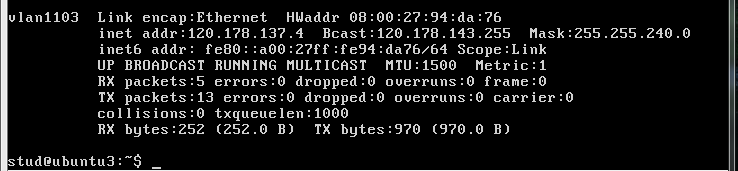 vlan1103  Link encap:Ethernet  HWaddr 08:00:27:94:da:76
inet addr:120.178.137.4  Bcast:120.178.143.255  Mask:255.255.240.0
inet6 addr: fe80::a00:27ff:fe94:da76/64 Scope:Link
UP BROADCAST RUNNING MULTICAST  MTU:1500  Metric:1
RX packets:5 errors:0 dropped:0 overruns:0 frame:0
TX packets:13 errors:0 dropped:0 overruns:0 carrier:0
collisions:0 txqueuelen:1000
RX bytes:252 (252.0 B)  TX bytes:970 (970.0 B)
stud@ubuntu3:~$ _